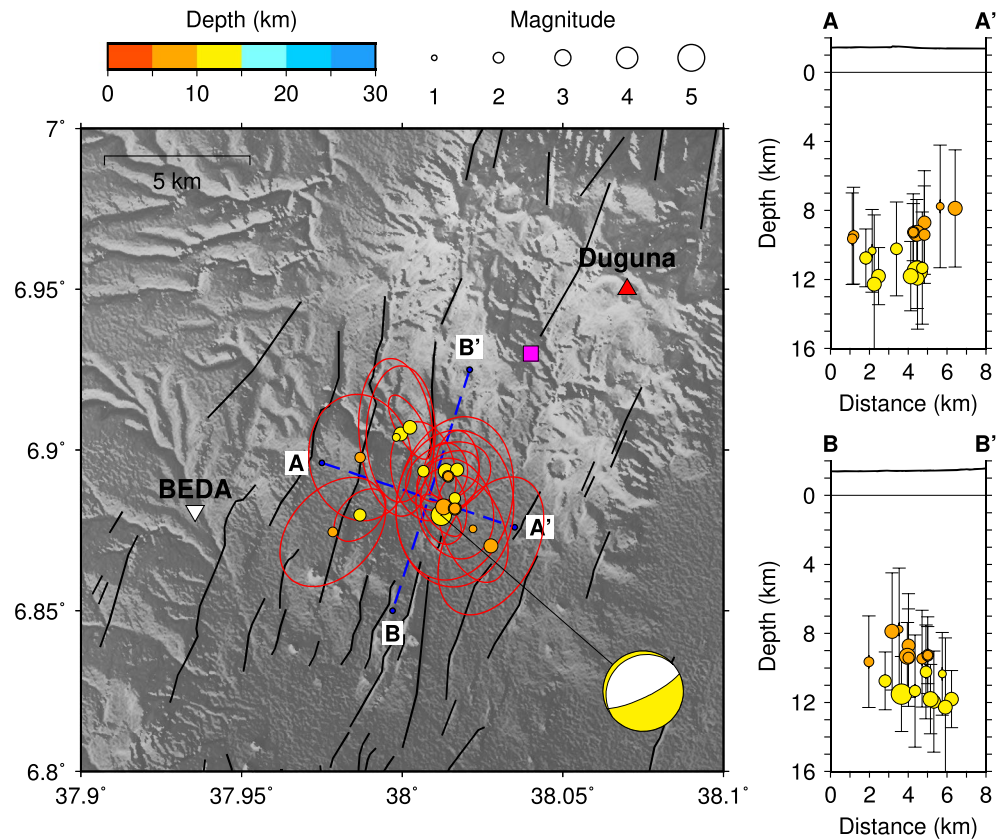 Depth (km)
0 10 20 30
Magnitude
1 2 3 4 5
7˚
6.95˚
6.9˚
6.85˚
6.8˚
37.9˚ 37.95˚ 38˚ 38.05˚ 38.1˚
5 km
Duguna
BEDA
B’
A
A’
B
A A’
0
4
8
12
16
Depth (km)
0 2 4 6 8
Distance (km)
B B’
0
4
8
12
16
Depth (km)
0 2 4 6 8
Distance (km)